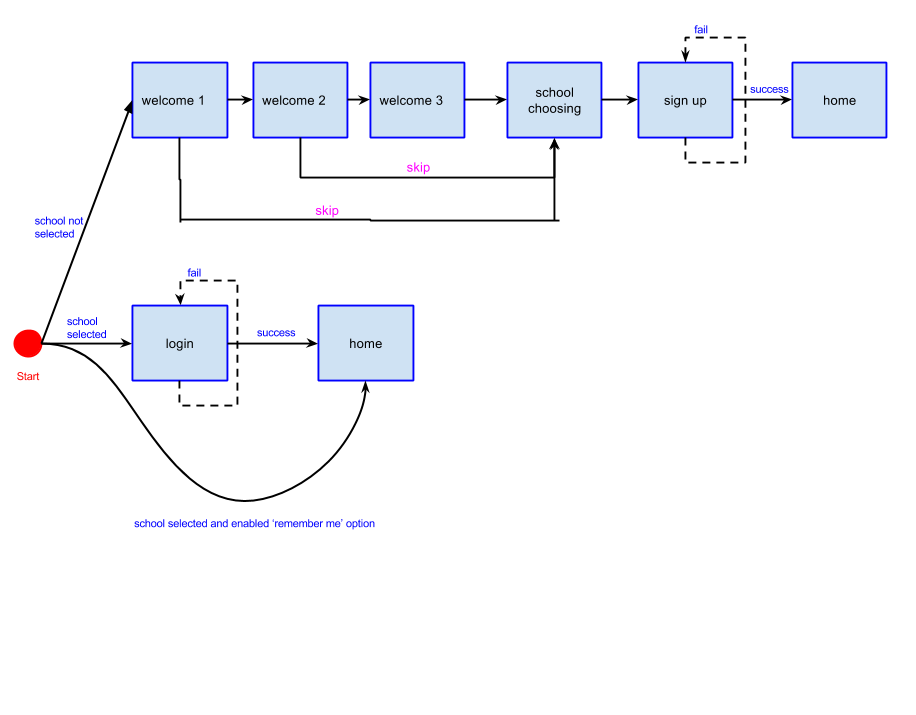 fail
welcome 1
welcome 2
welcome 3
school
choosing
sign up
success
home
skip
skip
school not
selected
fail
school
selected
login
success
home
Start
school selected and enabled ‘remember me’ option